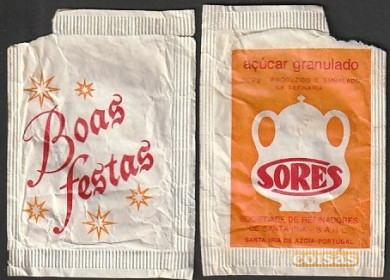 Boas
festas
açúcar granulado
PRODUZIDO E EMBALADO
NA REFINARIA
SORES
SOCIEDADE DE REFINADORES
DE SANTA IRIA - S.A.R.L.
SANTA IRIA DE AZOIA-PORTUGAL
coisas